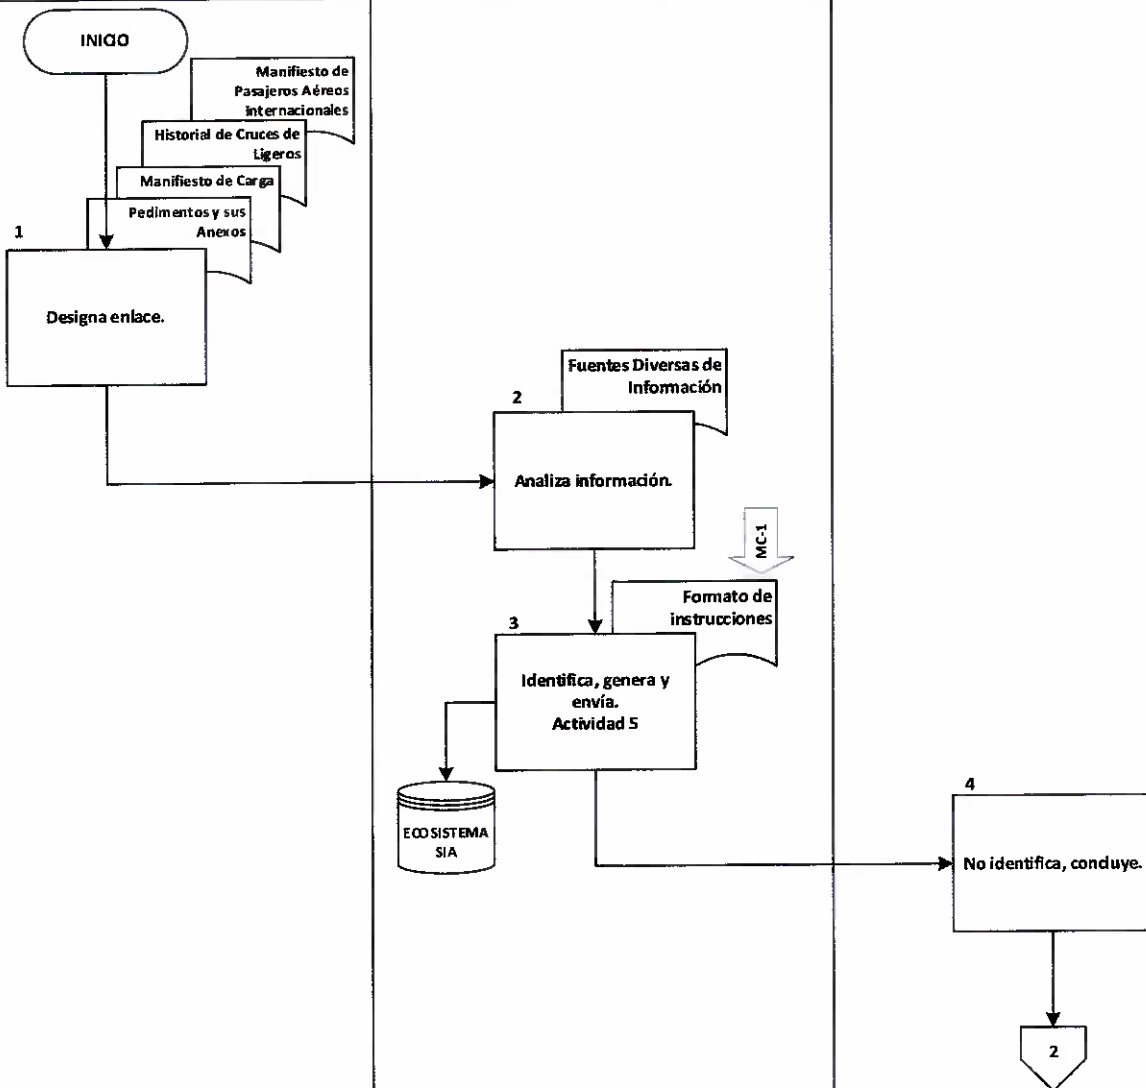 INICIO
Manifiesto de
Pasajeros Aéreos
Internacionales
Historial de Cruces de
Ligeros
Manifiesto de Carga
Pedimentos y sus
Anexos
1
Designa enlace.
Fuentes Diversas de
Información
2
Analiza información.
MC-1
Formato de
instrucciones
3
Identifica, genera y
envía.
Actividad 5
ECOSISTEMA
SIA
4
No identifica, concluye.
2